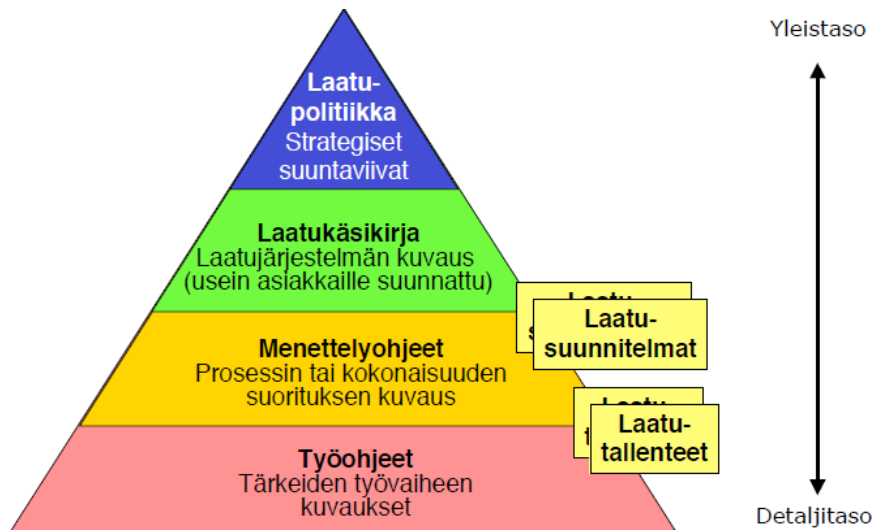 Yleistaso
Laatu-
politiikka
Strategiset
suuntaviivat
Laatukäsikirja
Laatujärjestelmän kuvaus
(usein asiakkaille suunnattu)
Laatu-
suunnitelmat
Menettelyohjeet
Prosessin tai kokonaisuuden
suorituksen kuvaus
Laatu-
tallenteet
Työohjeet
Tärkeiden työvaiheen
kuvaukset
Detaljitaso